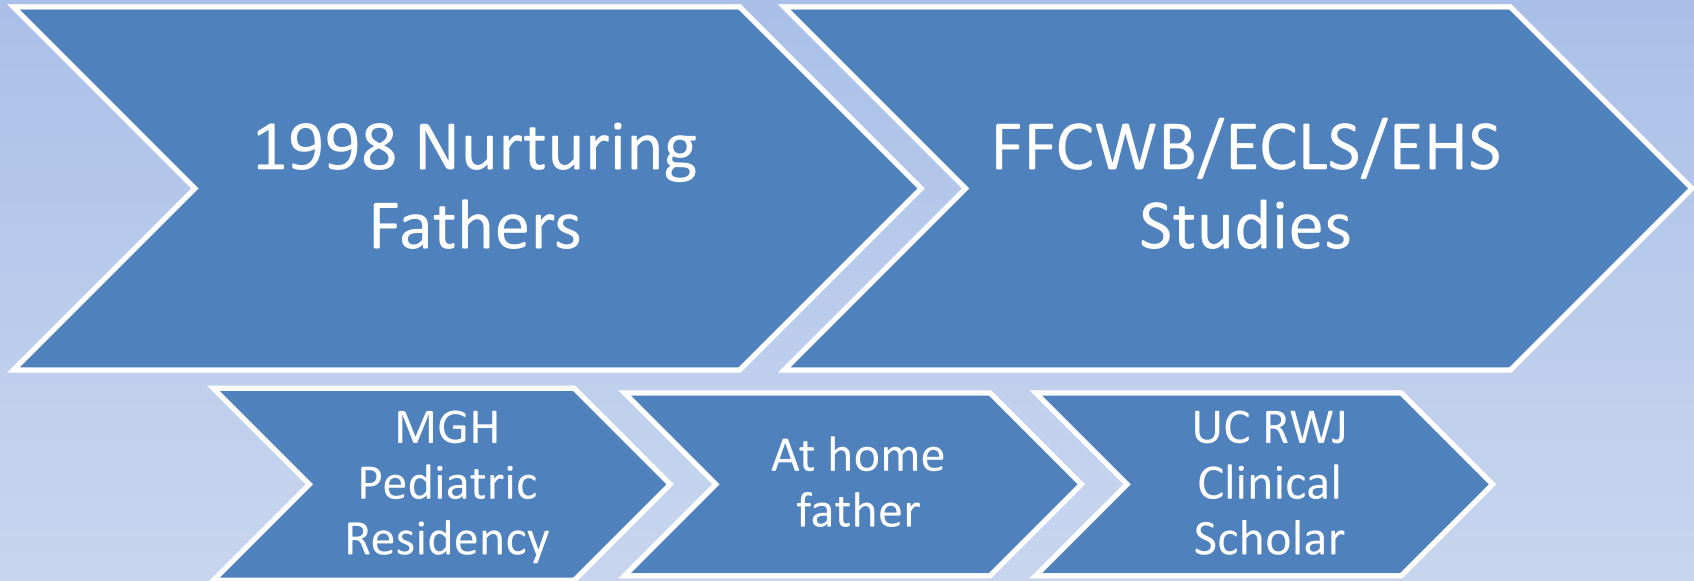 1998 Nurturing
Fathers
FFCWB/ECLS/EHS
Studies
MGH
Pediatric
Residency
At home
father
UC RWJ
Clinical
Scholar